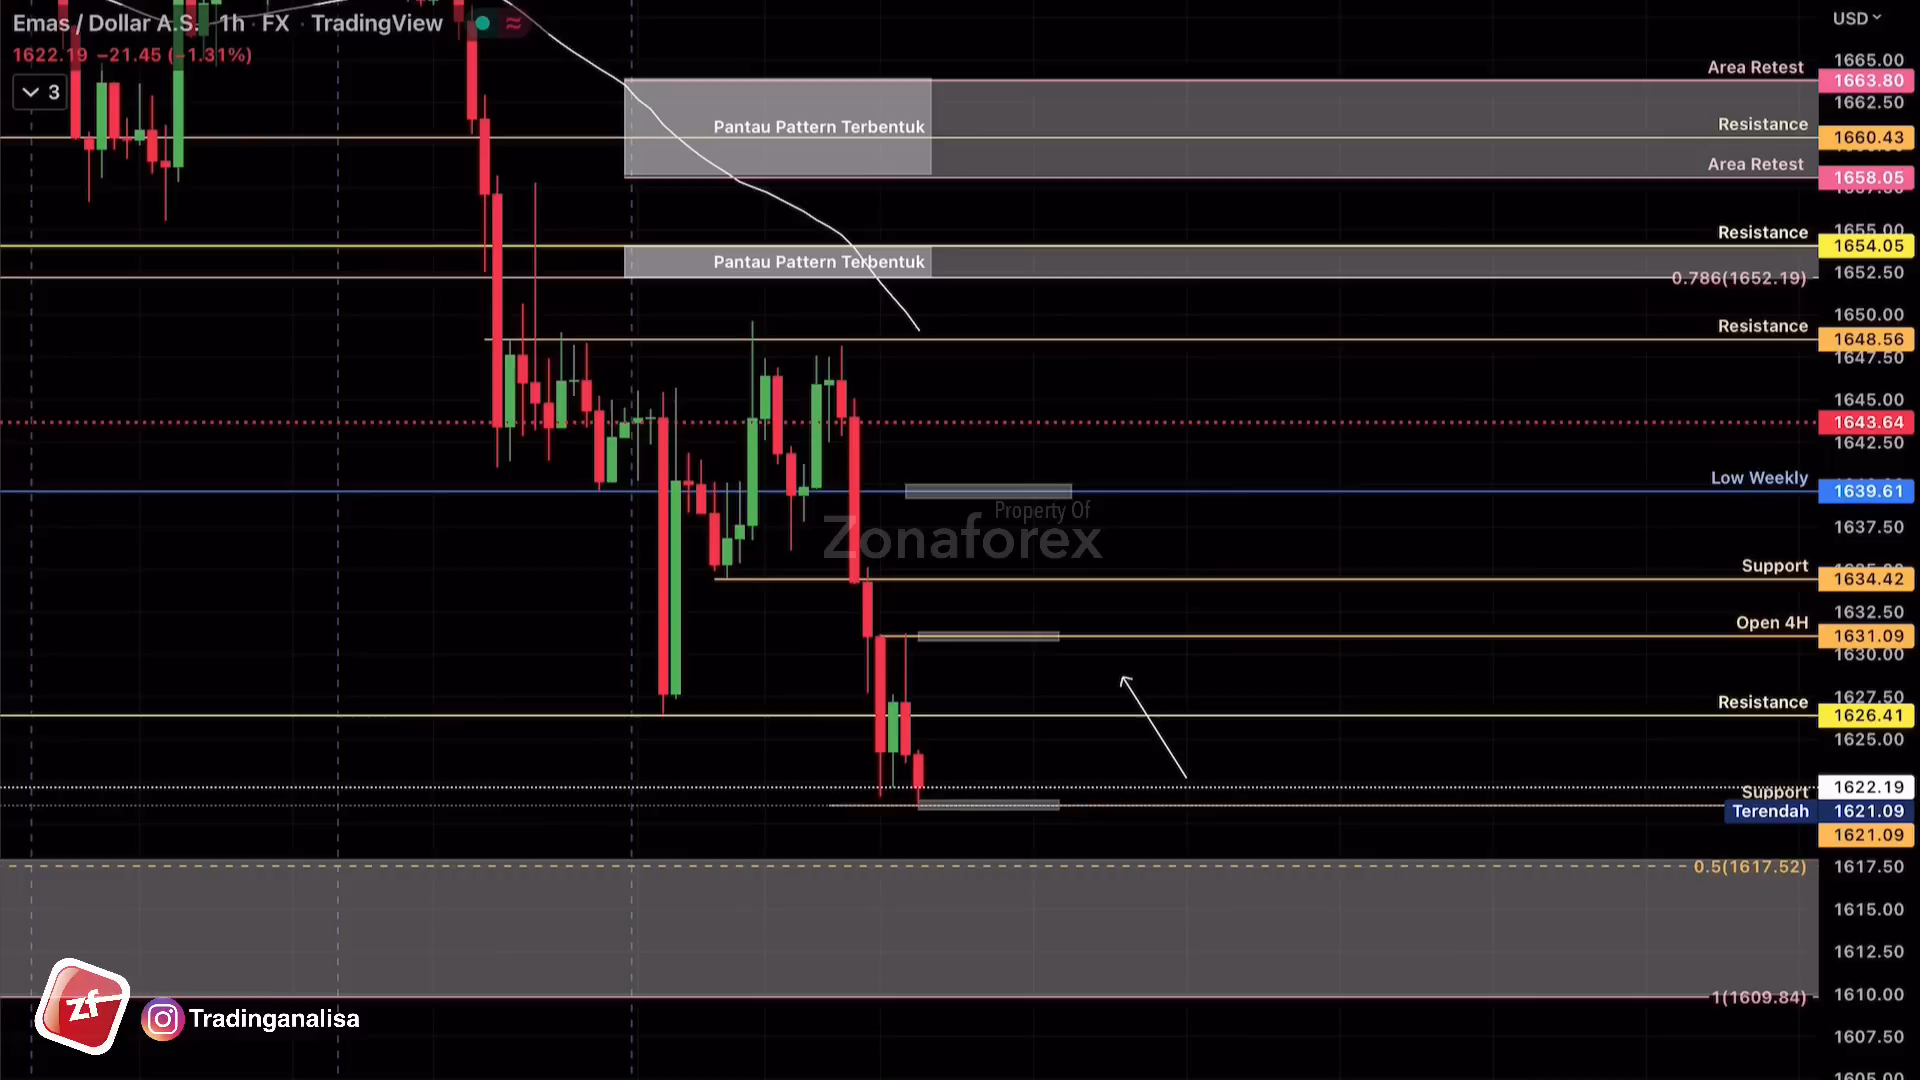 Emas / Dollar A.S. · 1h · FX · TradingView
USD
1622.19 −21.45 (−1.31%)
3
1665.00
Area Retest 1663.80
1662.50
Pantau Pattern Terbentuk
Resistance 1660.43
Area Retest 1658.05
1655.00
Resistance 1654.05
Pantau Pattern Terbentuk
1652.50
0.786(1652.19)
1650.00
Resistance 1648.56
1647.50
1645.00
1643.64
1642.50
Low Weekly 1639.61
Property Of
Zonaforex
1637.50
Support 1634.42
1632.50
Open 4H 1631.09
1630.00
1627.50
Resistance 1626.41
1625.00
1622.19
Support
Terendah 1621.09
1621.09
0.5(1617.52) 1617.50
1615.00
1612.50
1(1609.84) 1610.00
zf Tradinganalisa
1607.50
1605.00